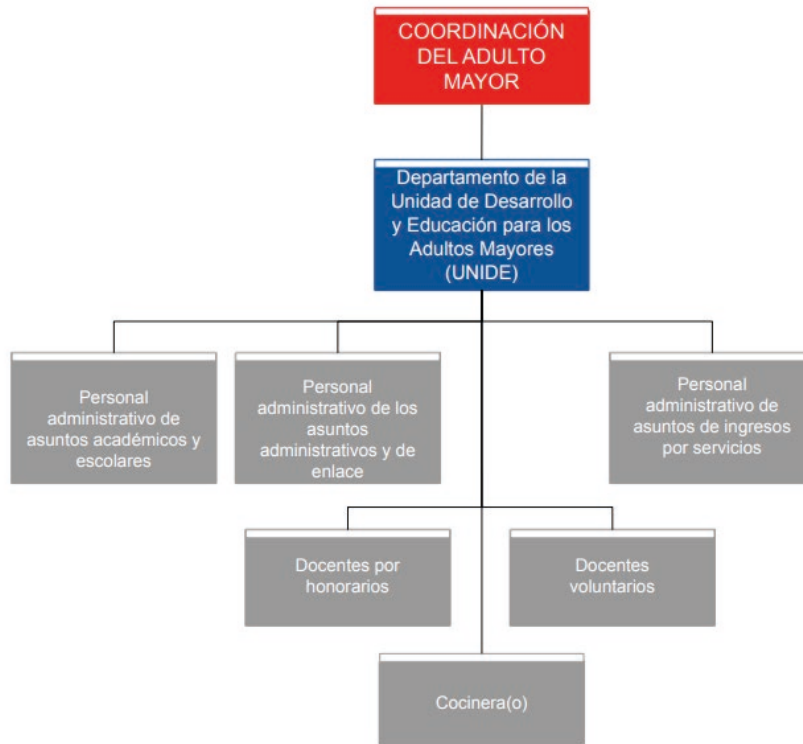 COORDINACIÓN
DEL ADULTO
MAYOR
Departamento de la
Unidad de Desarrollo
y Educación para los
Adultos Mayores
(UNIDE)
Personal
administrativo de
asuntos académicos y
escolares
Personal
administrativo de los
asuntos
administrativos y de
enlace
Personal
administrativo de
asuntos de ingresos
por servicios
Docentes por
honorarios
Docentes
voluntarios
Cocinera(o)